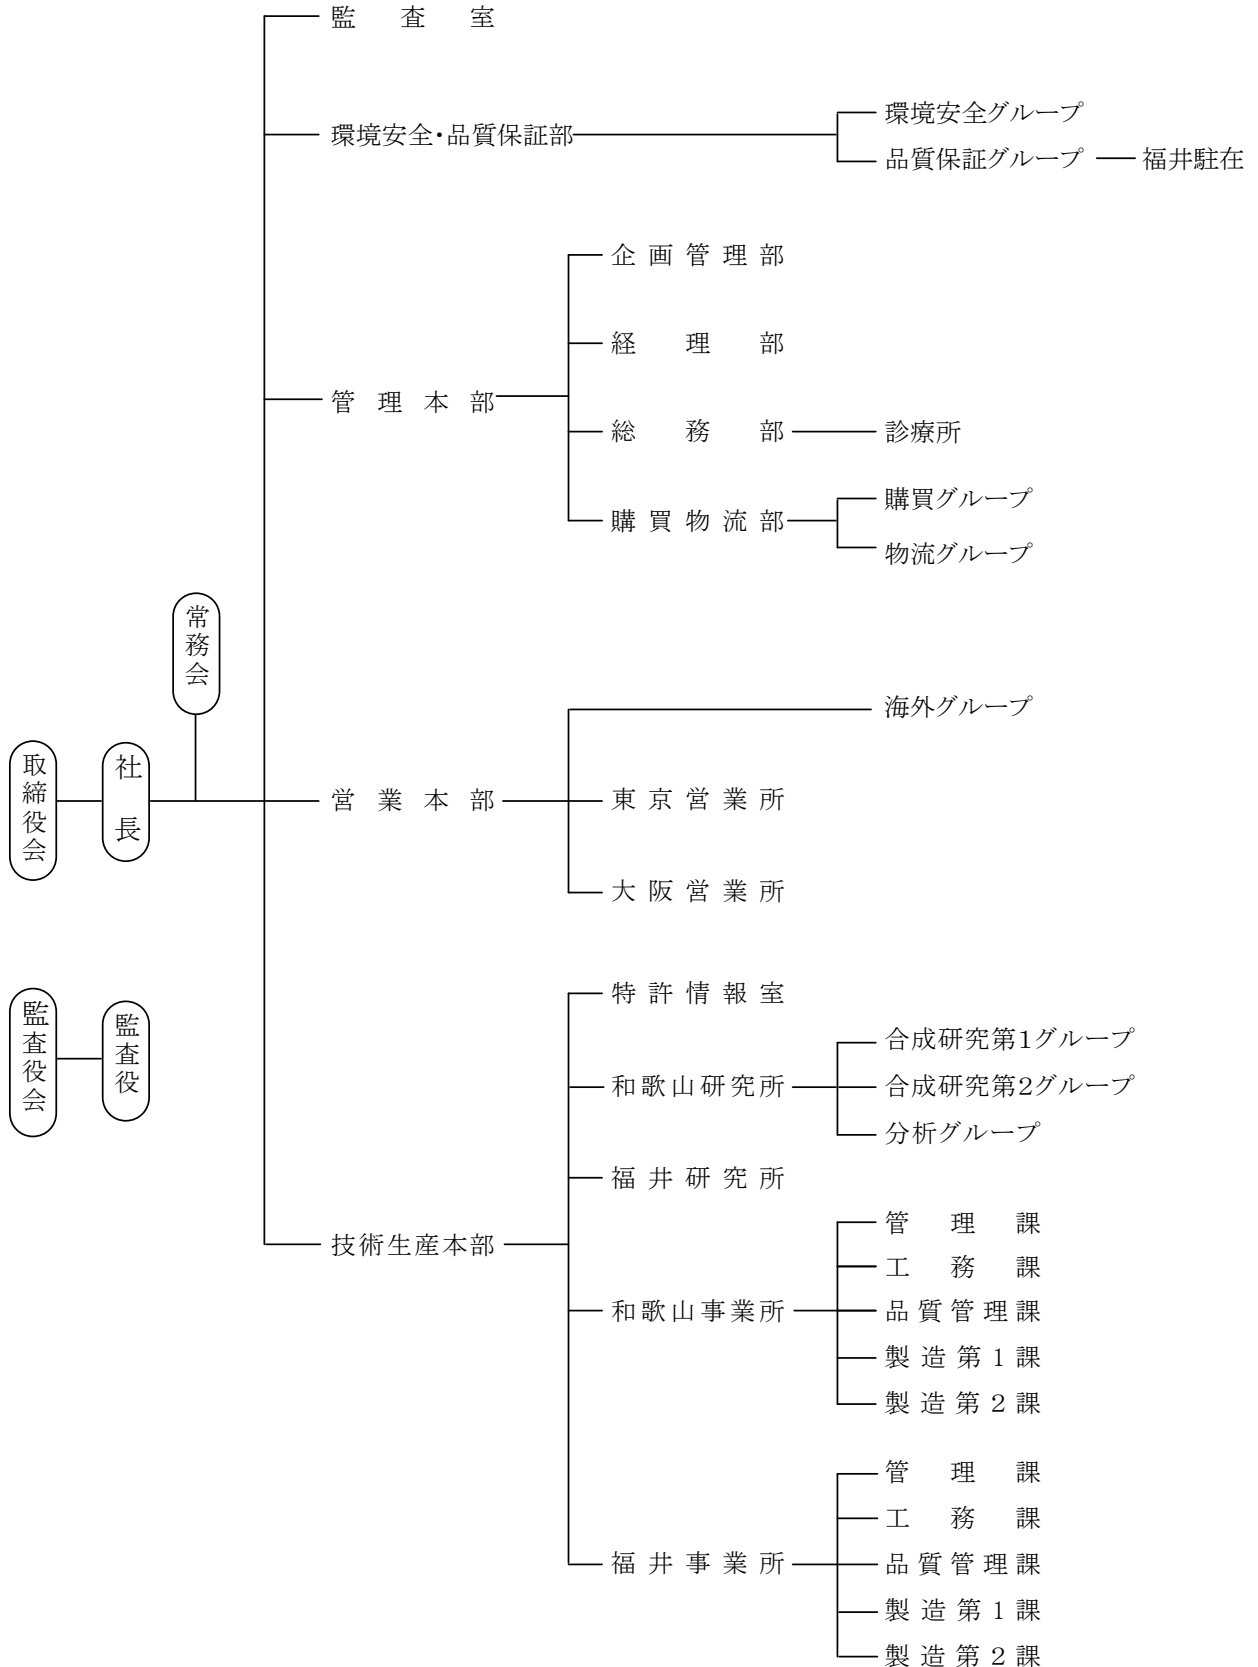 監査室
環境安全・品質保証部
環境安全グループ
品質保証グループ
福井駐在
企画管理部
経理部
管理本部
総務部
診療所
購買物流部
購買グループ
物流グループ
常務会
海外グループ
取締役会
社長
営業本部
東京営業所
大阪営業所
監査役会
監査役
特許情報室
和歌山研究所
合成研究第1グループ
合成研究第2グループ
分析グループ
福井研究所
技術生産本部
和歌山事業所
管理課
工務課
品質管理課
製造第1課
製造第2課
福井事業所
管理課
工務課
品質管理課
製造第1課
製造第2課